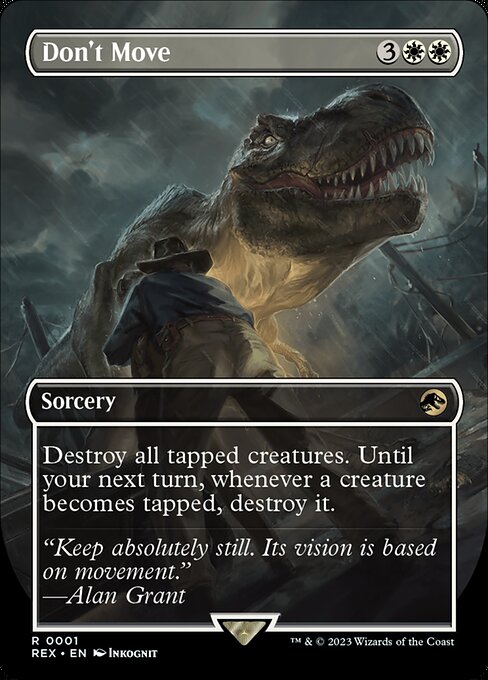 Don't Move 3
Sorcery
Destroy all tapped creatures. Until
your next turn, whenever a creature
becomes tapped, destroy it.
“Keep absolutely still. Its vision is based
on movement.”
—Alan Grant
R 0001
REX • EN Inkognit
™ & © 2023 Wizards of the Coast